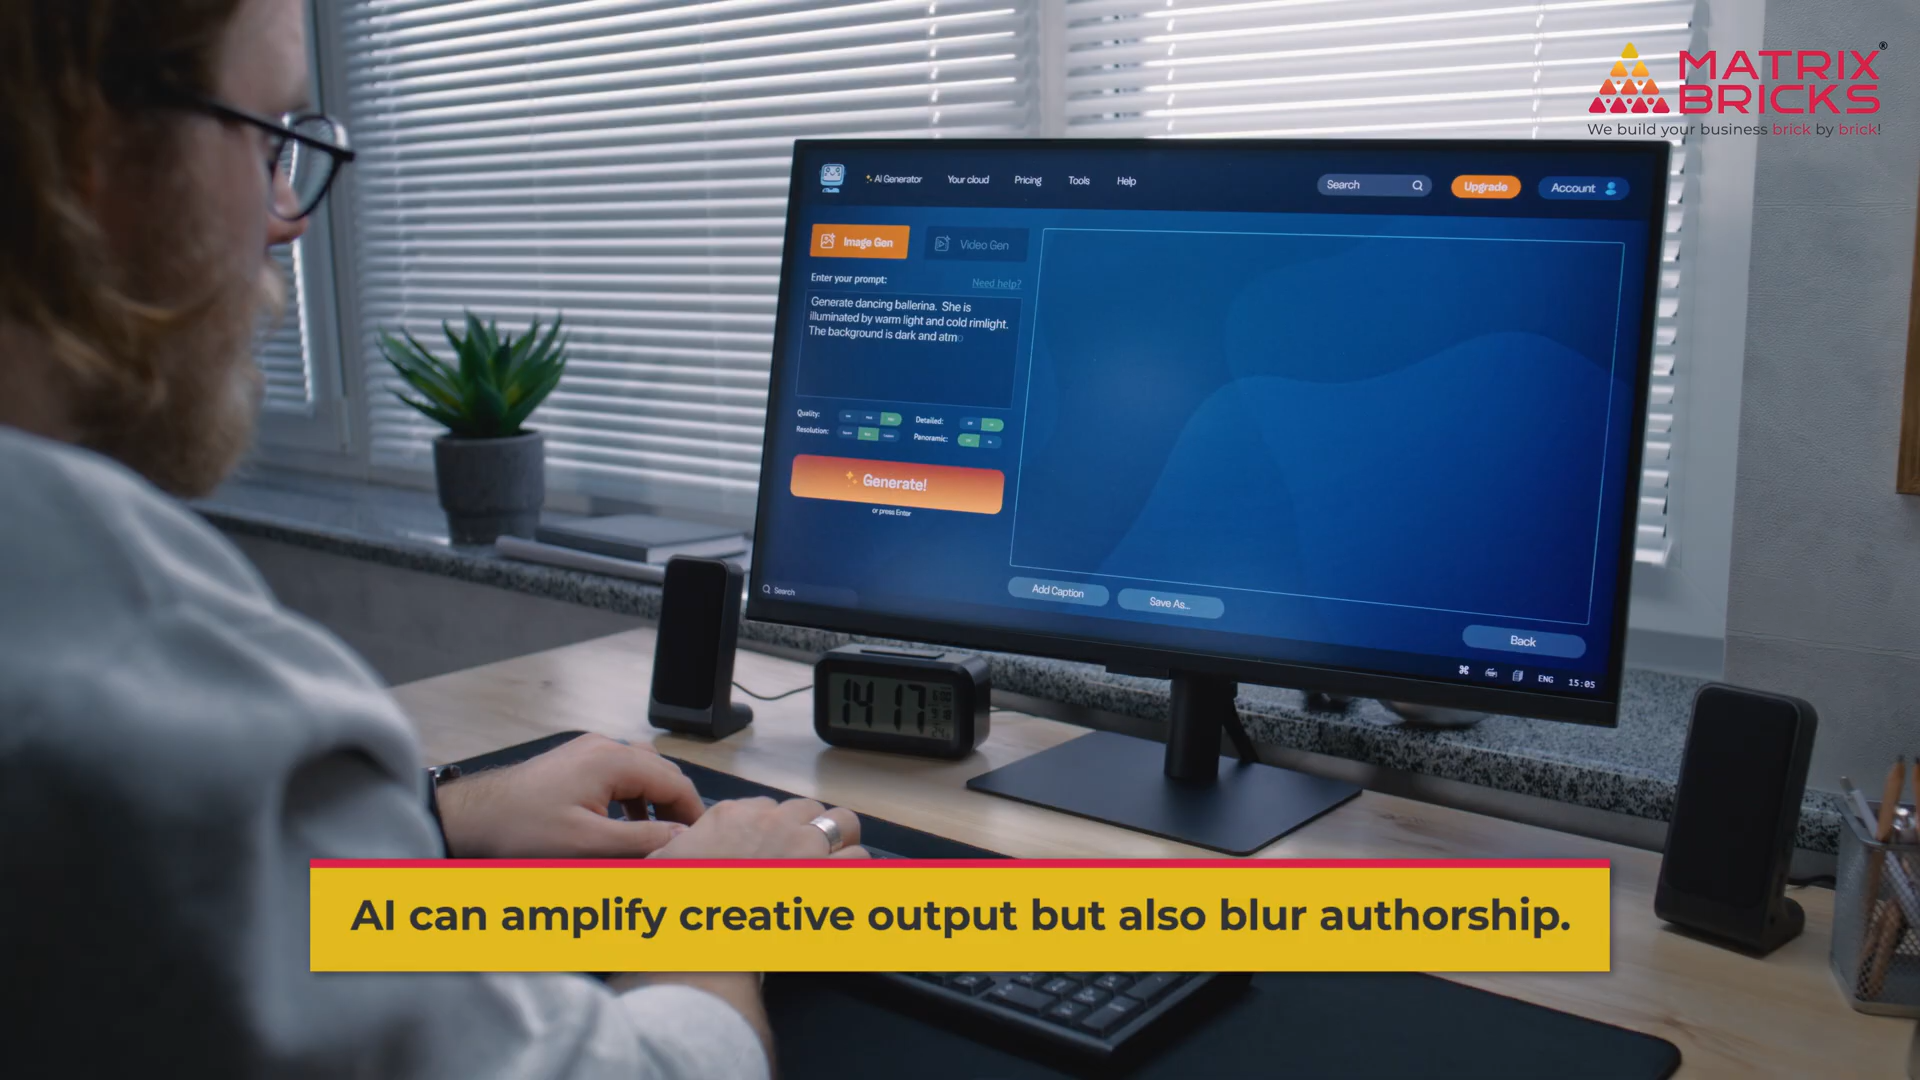 MATRIX®
BRICKS
We build your business brick by brick!
Ai Generator Your cloud Pricing Tools Help Search Upgrade Account
Image Gen Video Gen
Enter your prompt: Need help?
Generate dancing ballerina. She is
illuminated by warm light and cold rimlight.
The background is dark and atmo
Quality: Detailed:
Resolution: Panoramic:
Generate!
or press Enter
Search
Add Caption Save As...
Back
ENG 15:05
14 17
AI can amplify creative output but also blur authorship.